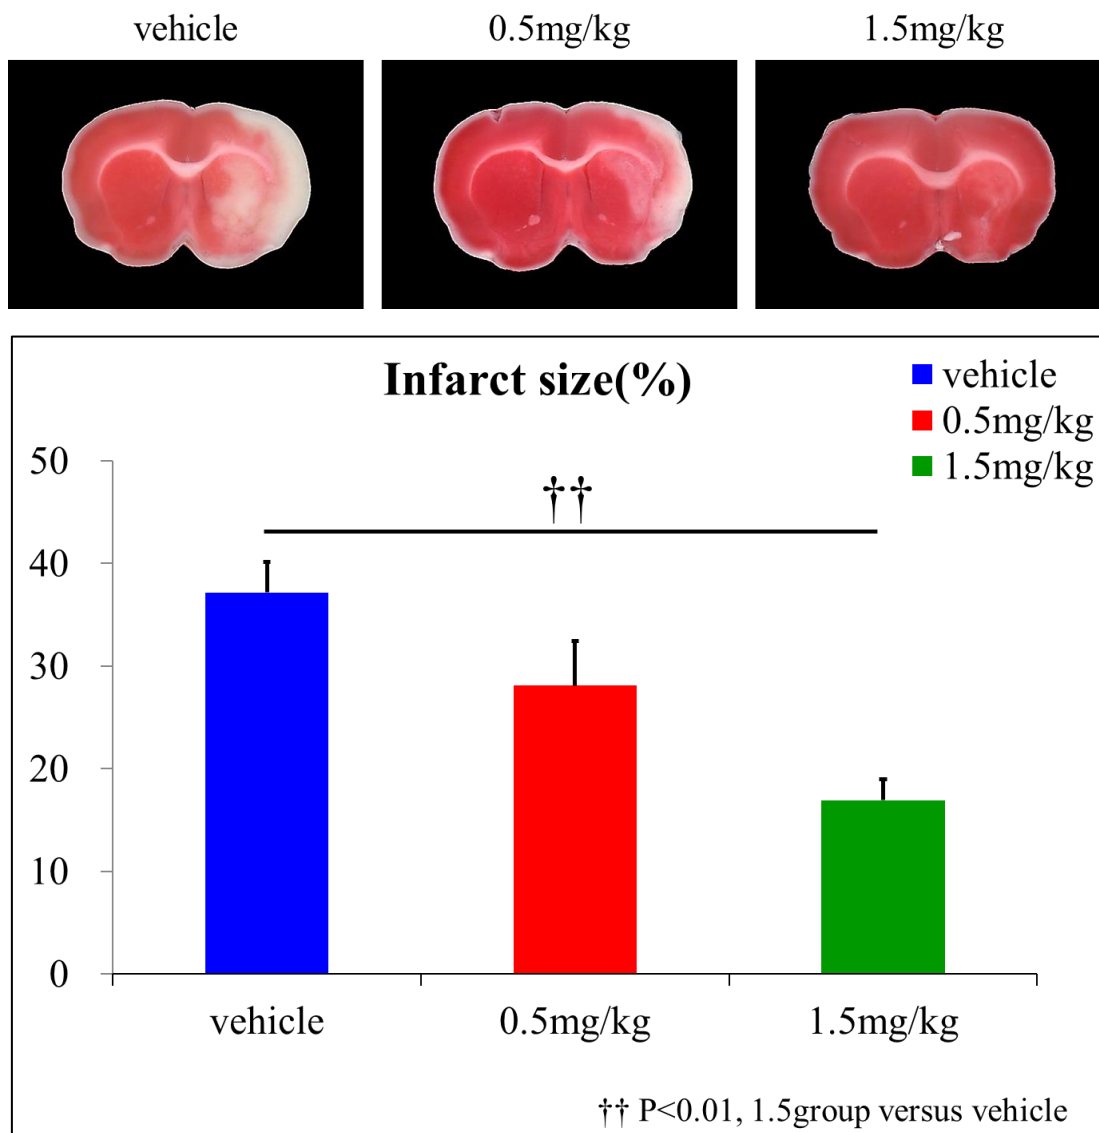 vehicle
0.5mg/kg
1.5mg/kg
Infarct size(%)
vehicle
0.5mg/kg
1.5mg/kg
50
††
40
30
20
10
0
vehicle
0.5mg/kg
1.5mg/kg
†† P<0.01, 1.5group versus vehicle